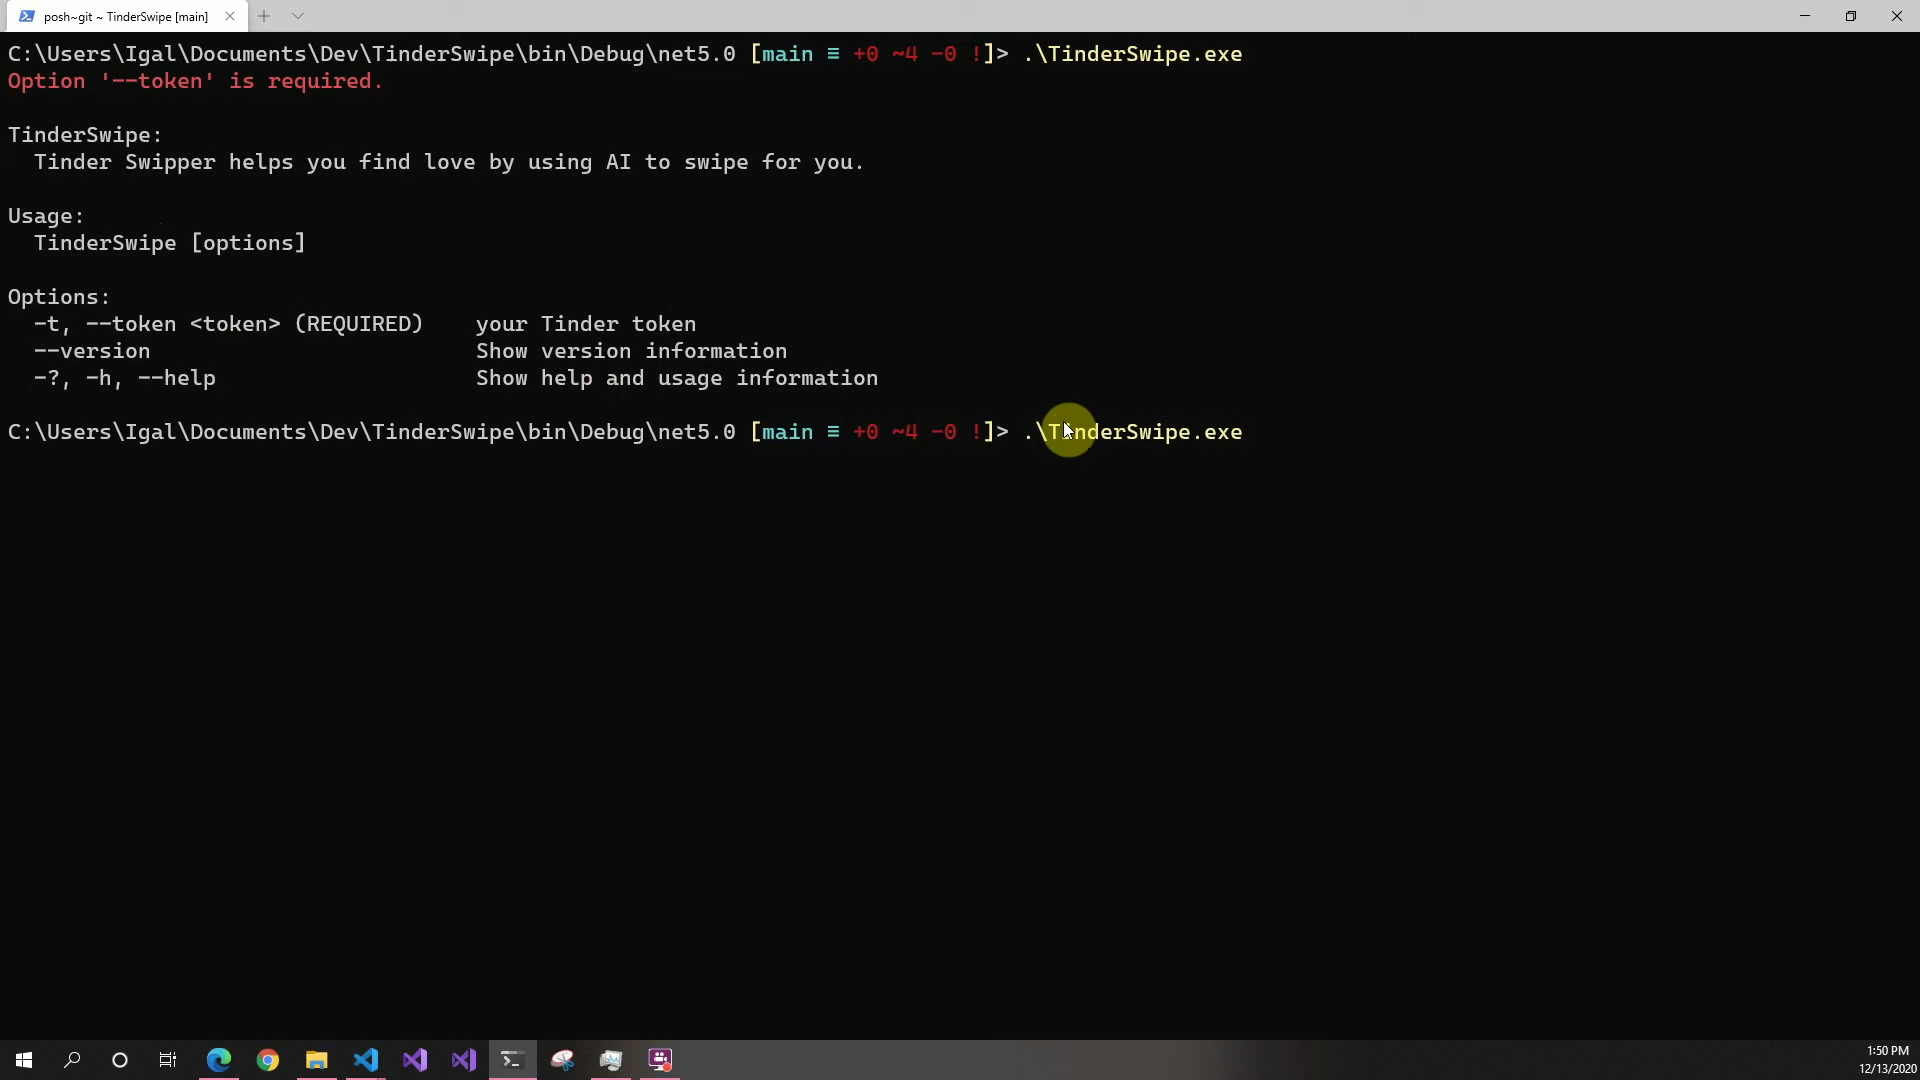 posh~git ~ TinderSwipe [main]
C:\Users\Igal\Documents\Dev\TinderSwipe\bin\Debug\net5.0 [main ≡ +0 ~4 -0 !]> .\TinderSwipe.exe
Option '--token' is required.
TinderSwipe:
Tinder Swipper helps you find love by using AI to swipe for you.
Usage:
TinderSwipe [options]
Options:
-t, --token <token> (REQUIRED) your Tinder token
--version Show version information
-?, -h, --help Show help and usage information
C:\Users\Igal\Documents\Dev\TinderSwipe\bin\Debug\net5.0 [main ≡ +0 ~4 -0 !]> .\TinderSwipe.exe
1:50 PM
12/13/2020